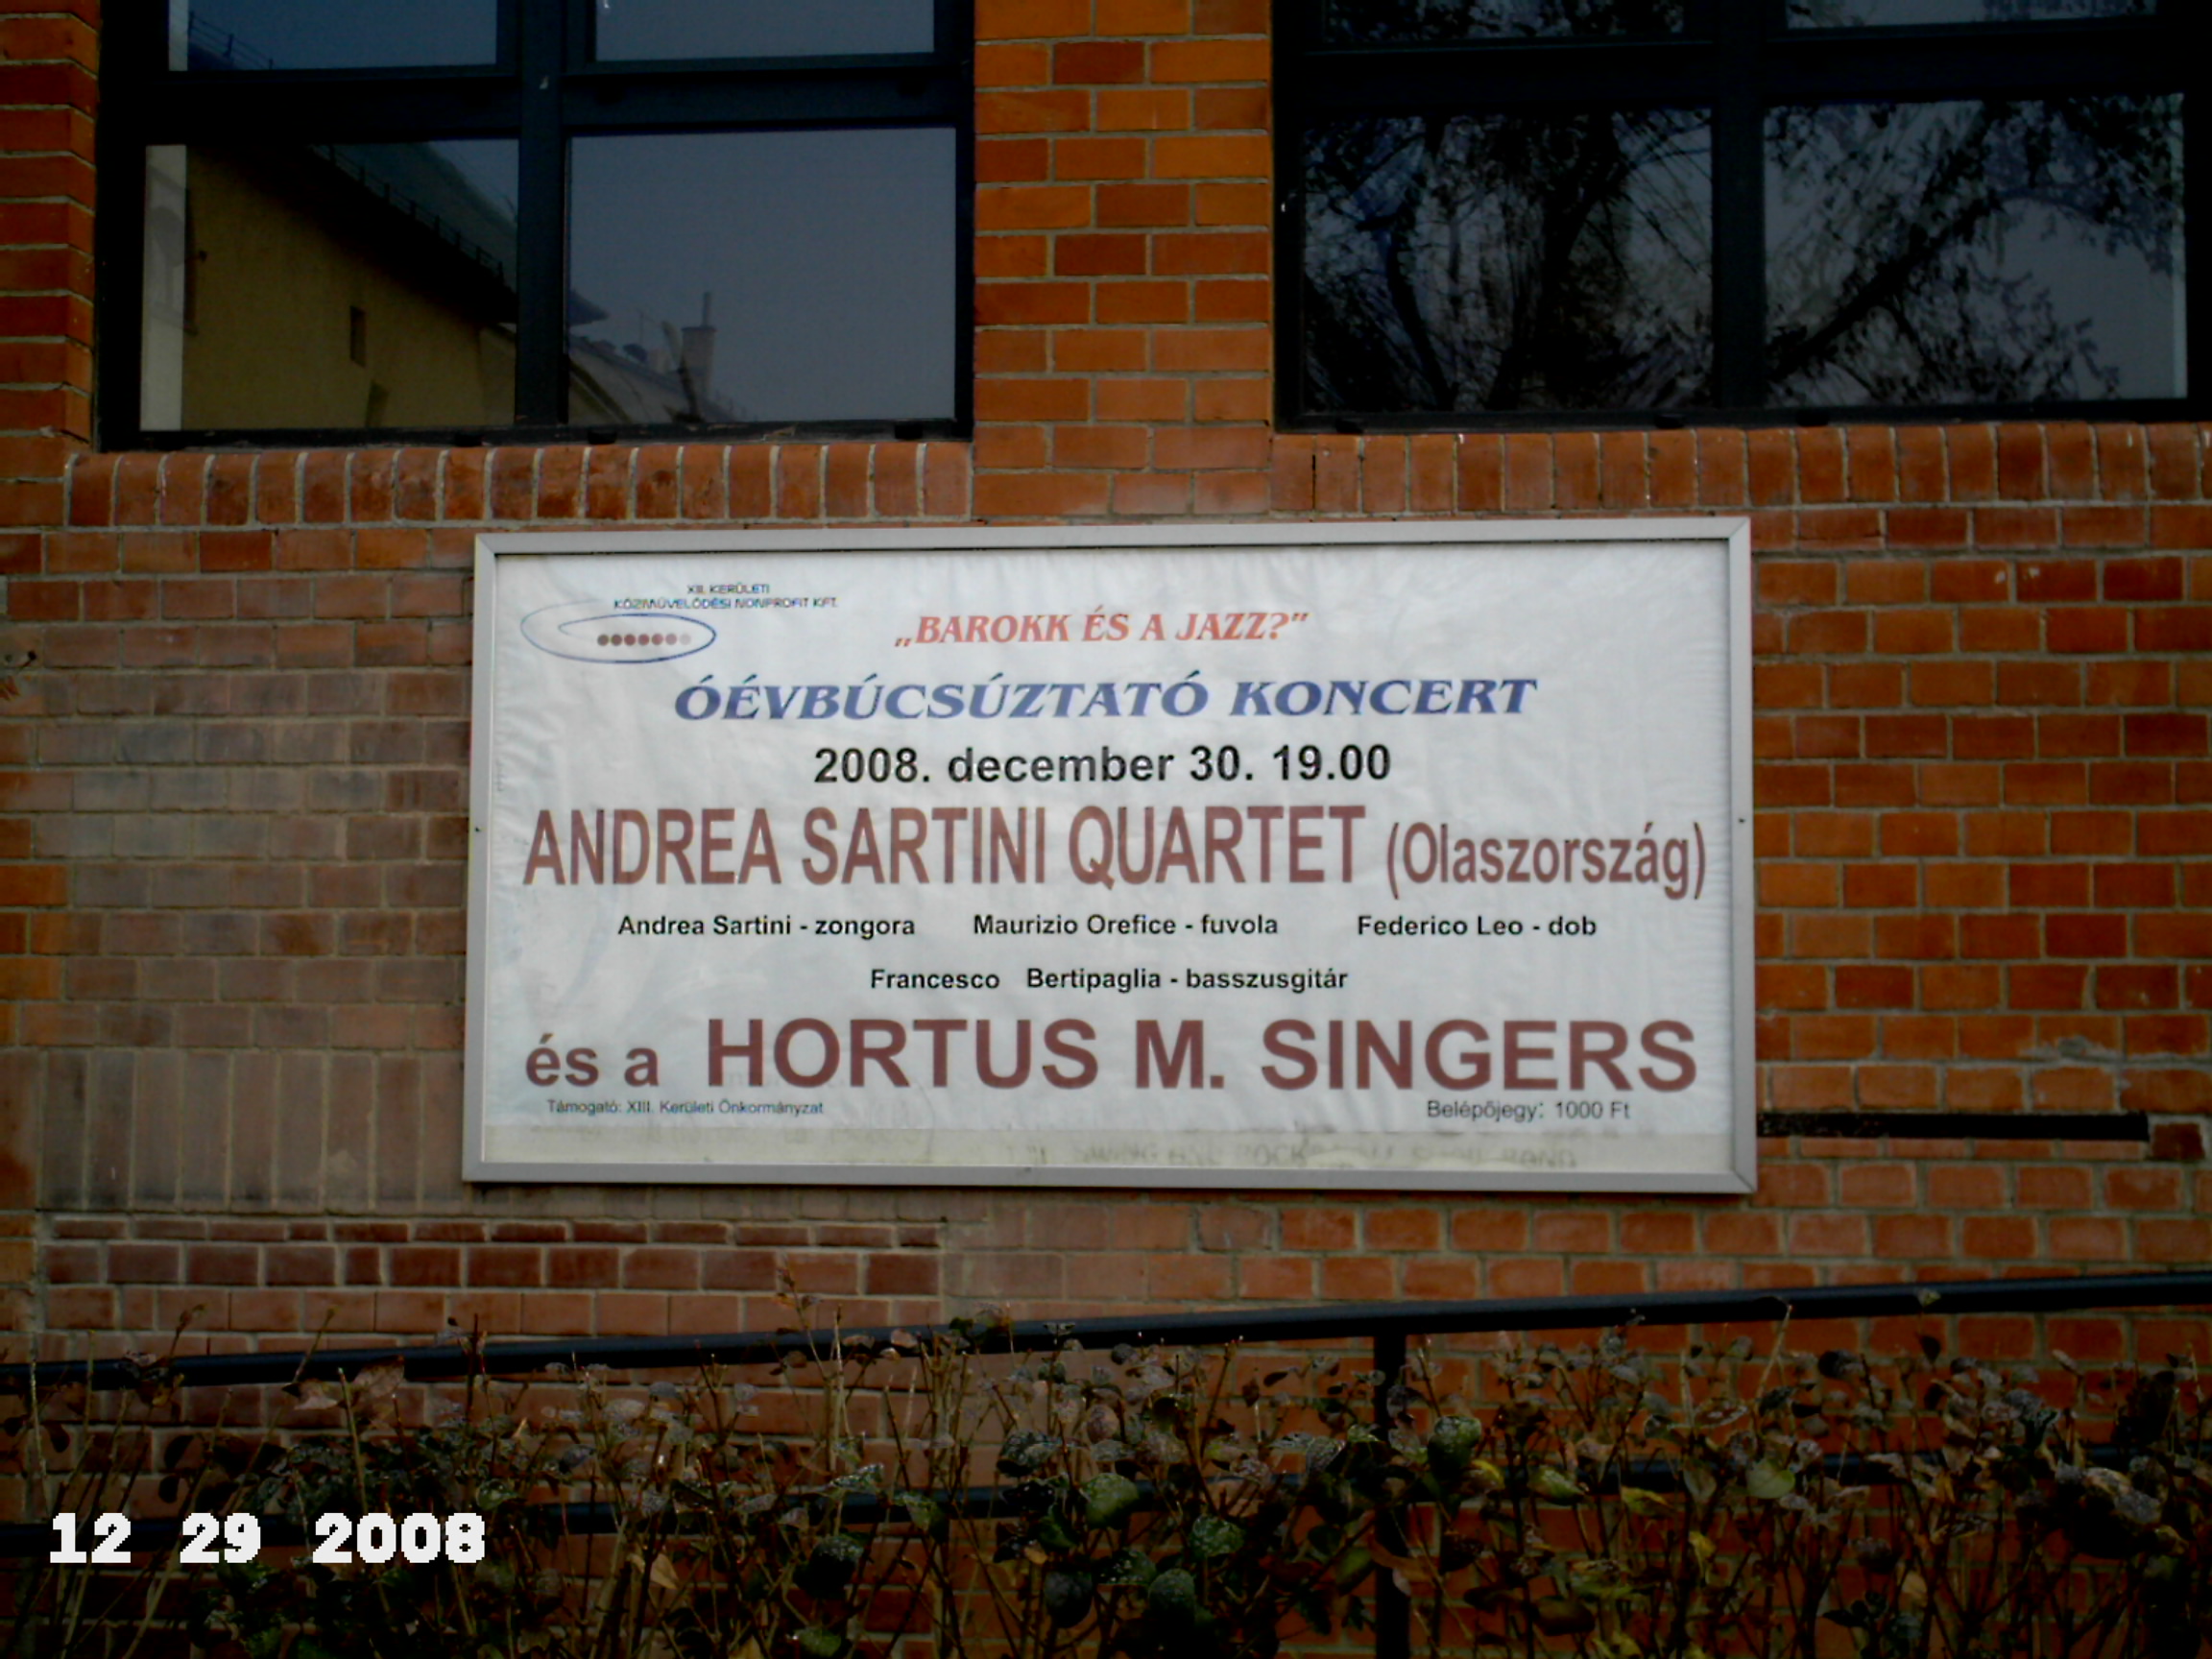 XIII. KERÜLETI
KÖZMŰVELŐDÉSI NONPROFIT KFT.
„BAROKK ÉS A JAZZ?”
ÓÉVBÚCSÚZTATÓ KONCERT
2008. december 30. 19.00
ANDREA SARTINI QUARTET (Olaszország)
Andrea Sartini - zongora Maurizio Orefice - fuvola Federico Leo - dob
Francesco Bertipaglia - basszusgitár
és a HORTUS M. SINGERS
Támogató: XIII. Kerületi Önkormányzat Belépőjegy: 1000 Ft
12 29 2008